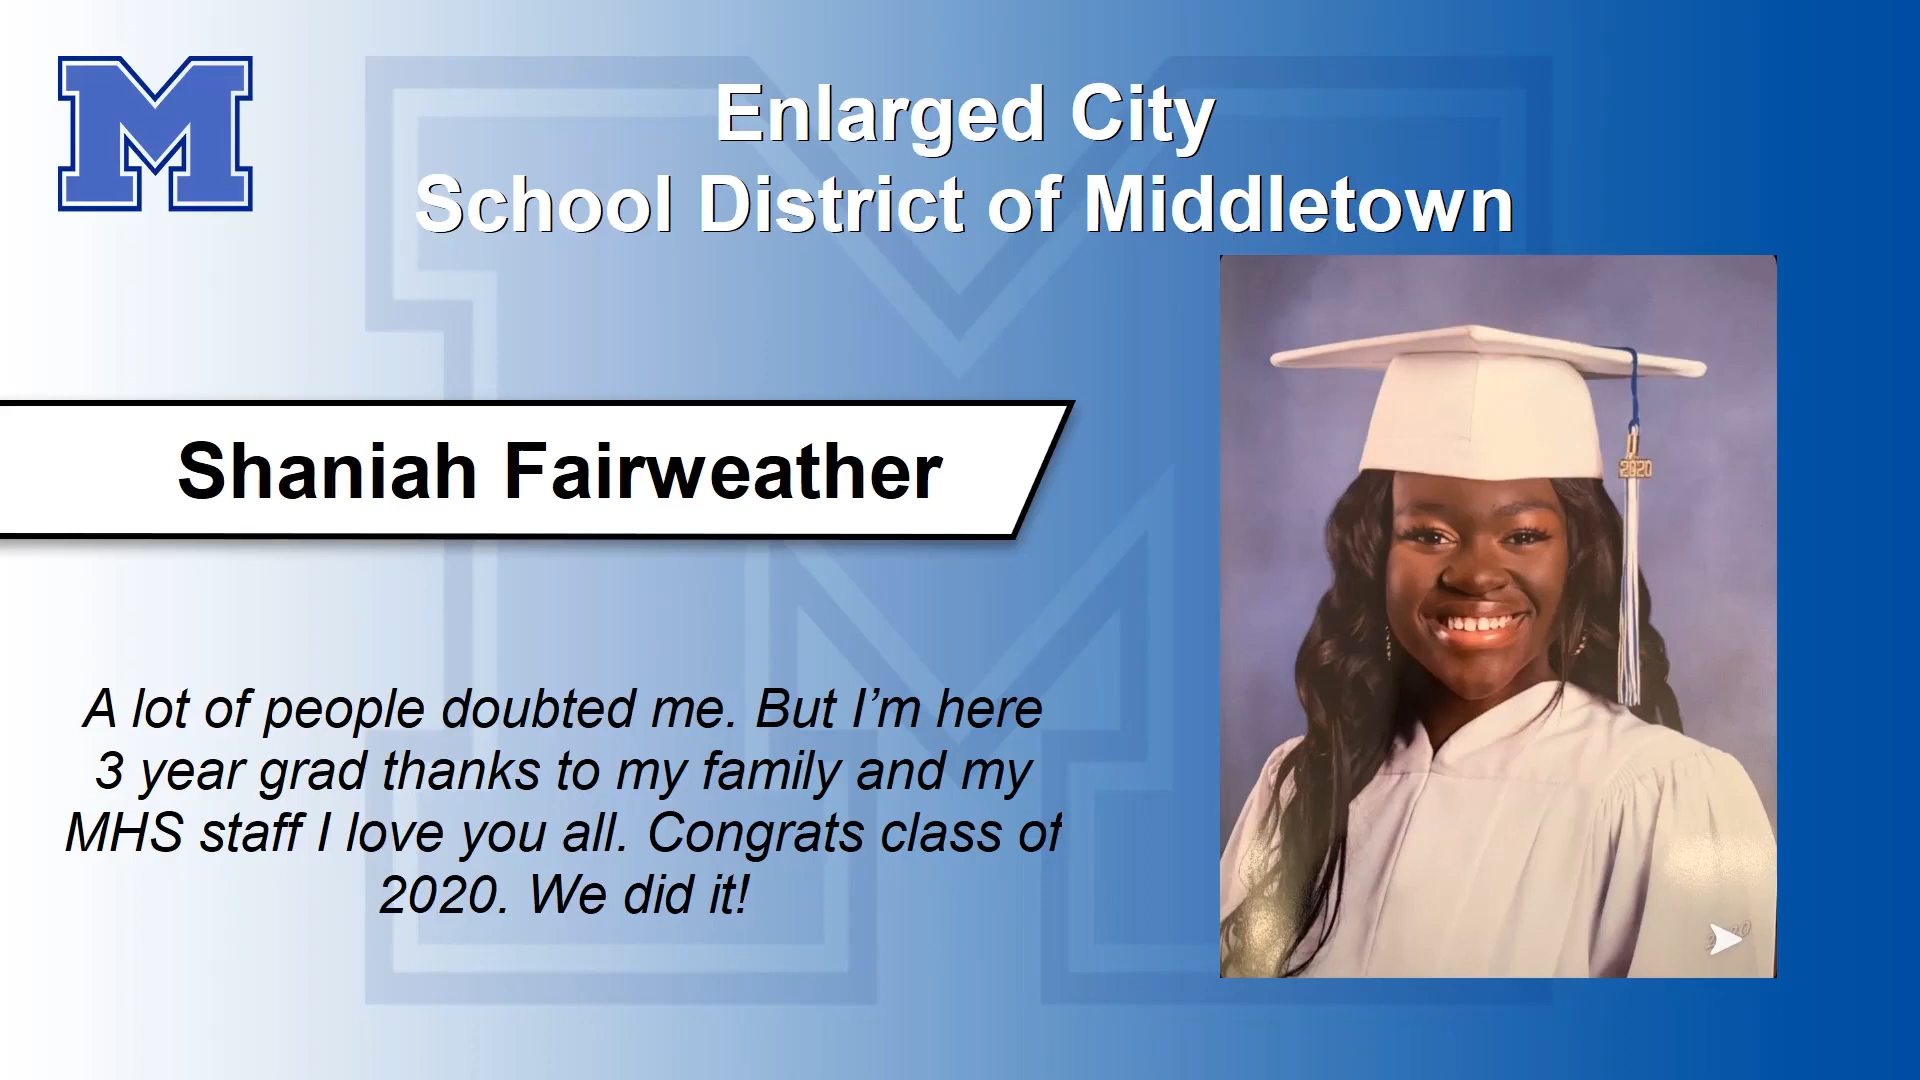 M
Enlarged City
School District of Middletown
Shaniah Fairweather
2020
A lot of people doubted me. But I’m here
3 year grad thanks to my family and my
MHS staff I love you all. Congrats class of
2020. We did it!